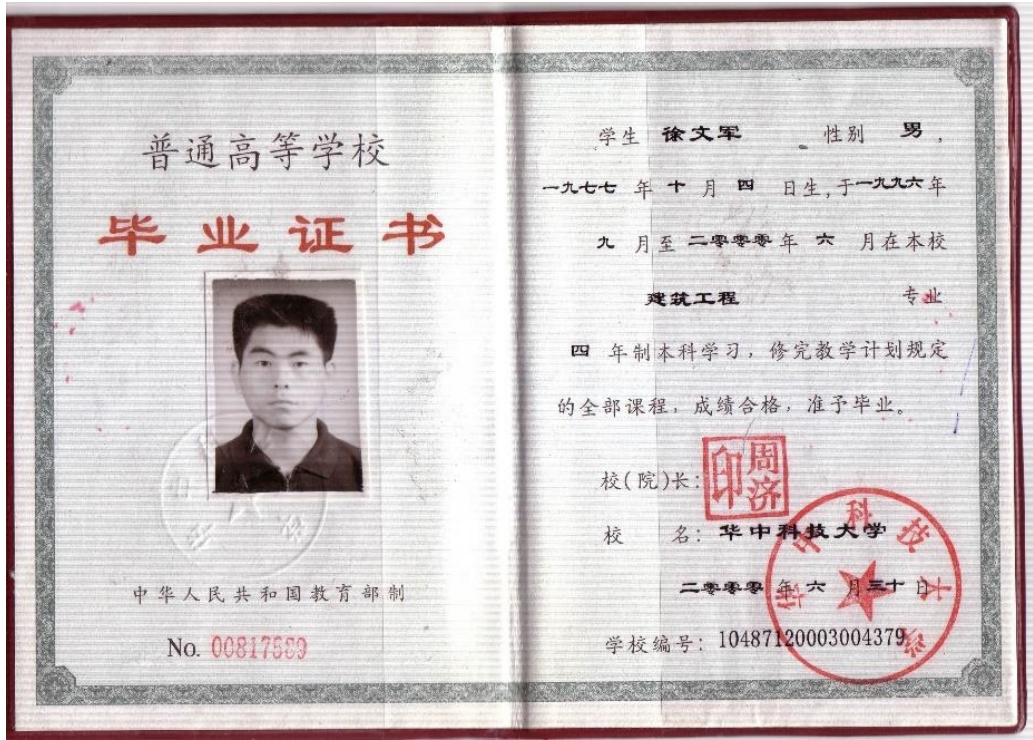 普通高等学校
毕业证书
中华人民共和国教育部制
No. 00817589
学生 徐文军 性别 男,
一九七七 年 十 月 四 日生,于一九九六年
九 月至 二零零零 年 六 月在本校
建筑工程 专业
四 年制本科学习,修完教学计划规定
的全部课程,成绩合格,准予毕业。
校(院)长:
周济
印
校 名: 华中科技大学
华中科技大学
二零零零 年 六 月三十 日
学校编号: 10487120003004379